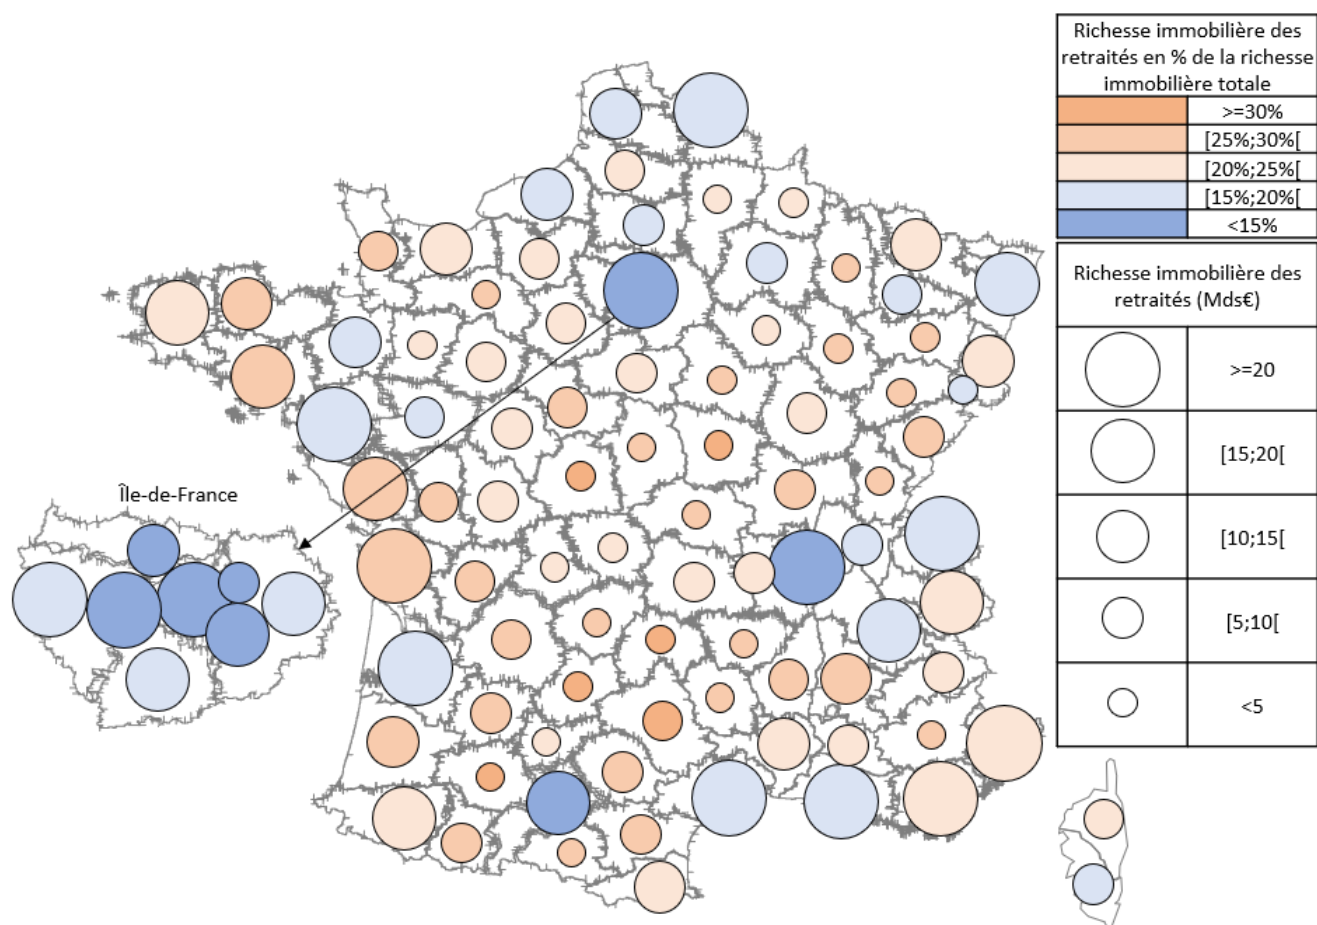 Richesse immobilière des
retraités en % de la richesse
immobilière totale
>=30%
[25%;30%[
[20%;25%[
[15%;20%[
<15%
Richesse immobilière des
retraités (Mds€)
>=20
[15;20[
[10;15[
[5;10[
<5
Île-de-France